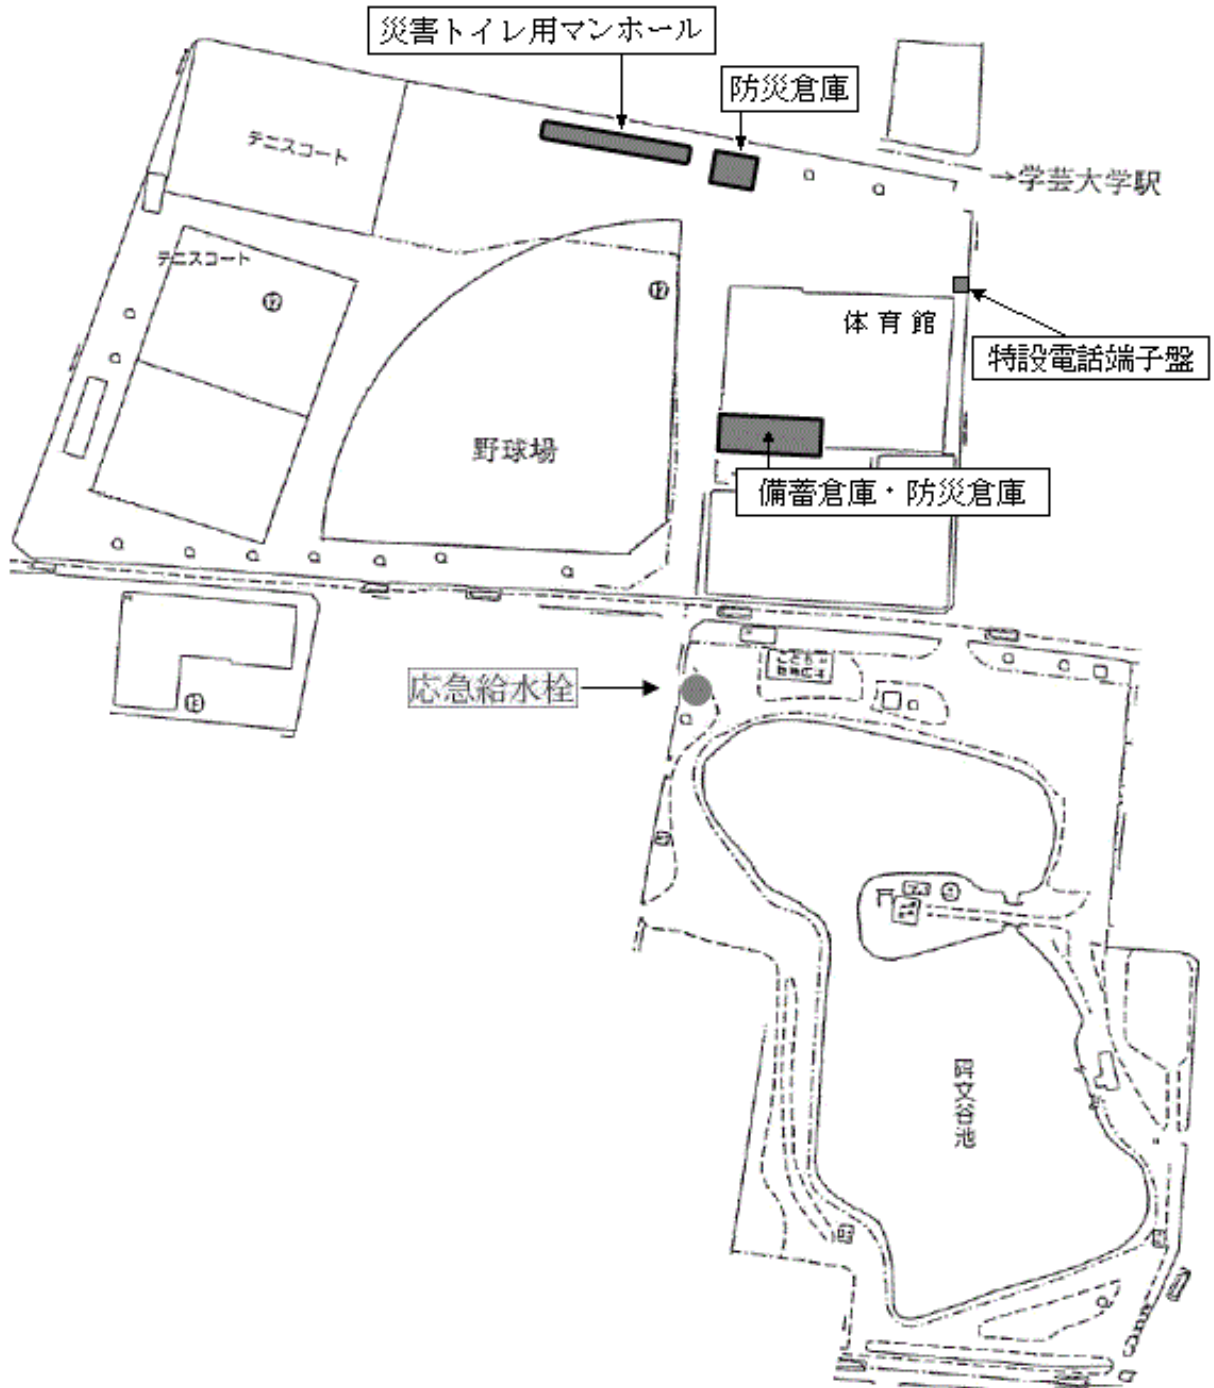 災害トイレ用マンホール
防災倉庫
テニスコート
→学芸大学駅
テニスコート
体育館
特設電話端子盤
野球場
備蓄倉庫・防災倉庫
応急給水栓
碑文谷池